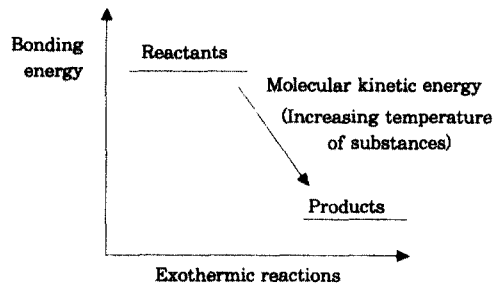 Bonding
energy
Reactants
Molecular kinetic energy
(Increasing temperature
of substances)
Products
Exothermic reactions